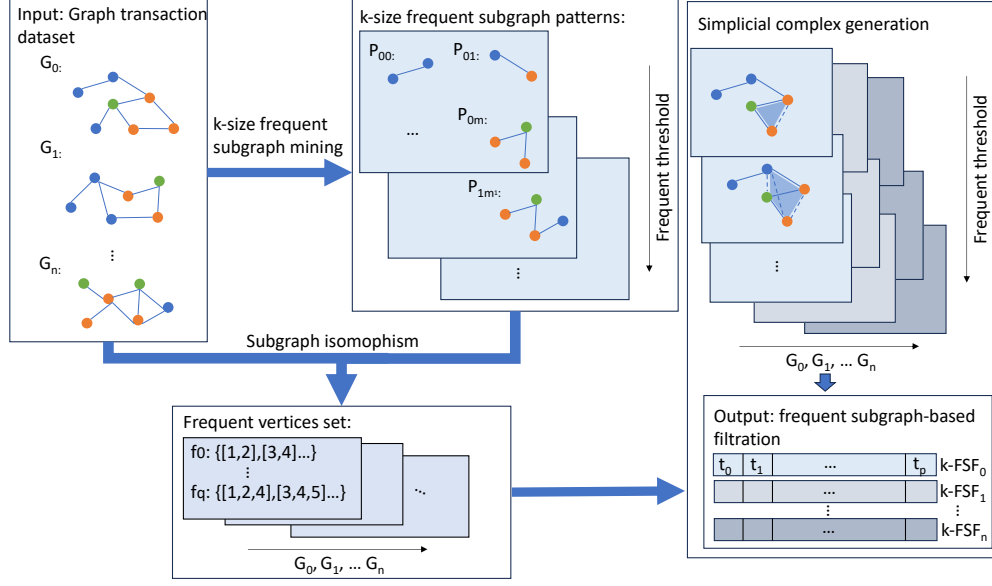 Input: Graph transaction
dataset
G0:
G1:
⋮
Gn:
k-size frequent
subgraph mining
k-size frequent subgraph patterns:
P00:
P01:
...
P0m:
P1m¹:
⋮
Frequent threshold
Subgraph isomophism
Frequent vertices set:
f0: {[1,2],[3,4]...}
⋮
fq: {[1,2,4],[3,4,5]...}
...
G0, G1, ... Gn
Simplicial complex generation
⋮
Frequent threshold
G0, G1, ... Gn
Output: frequent subgraph-based
filtration
t0 t1 ... tp k-FSF0
... k-FSF1
⋮ ⋮
... k-FSFn